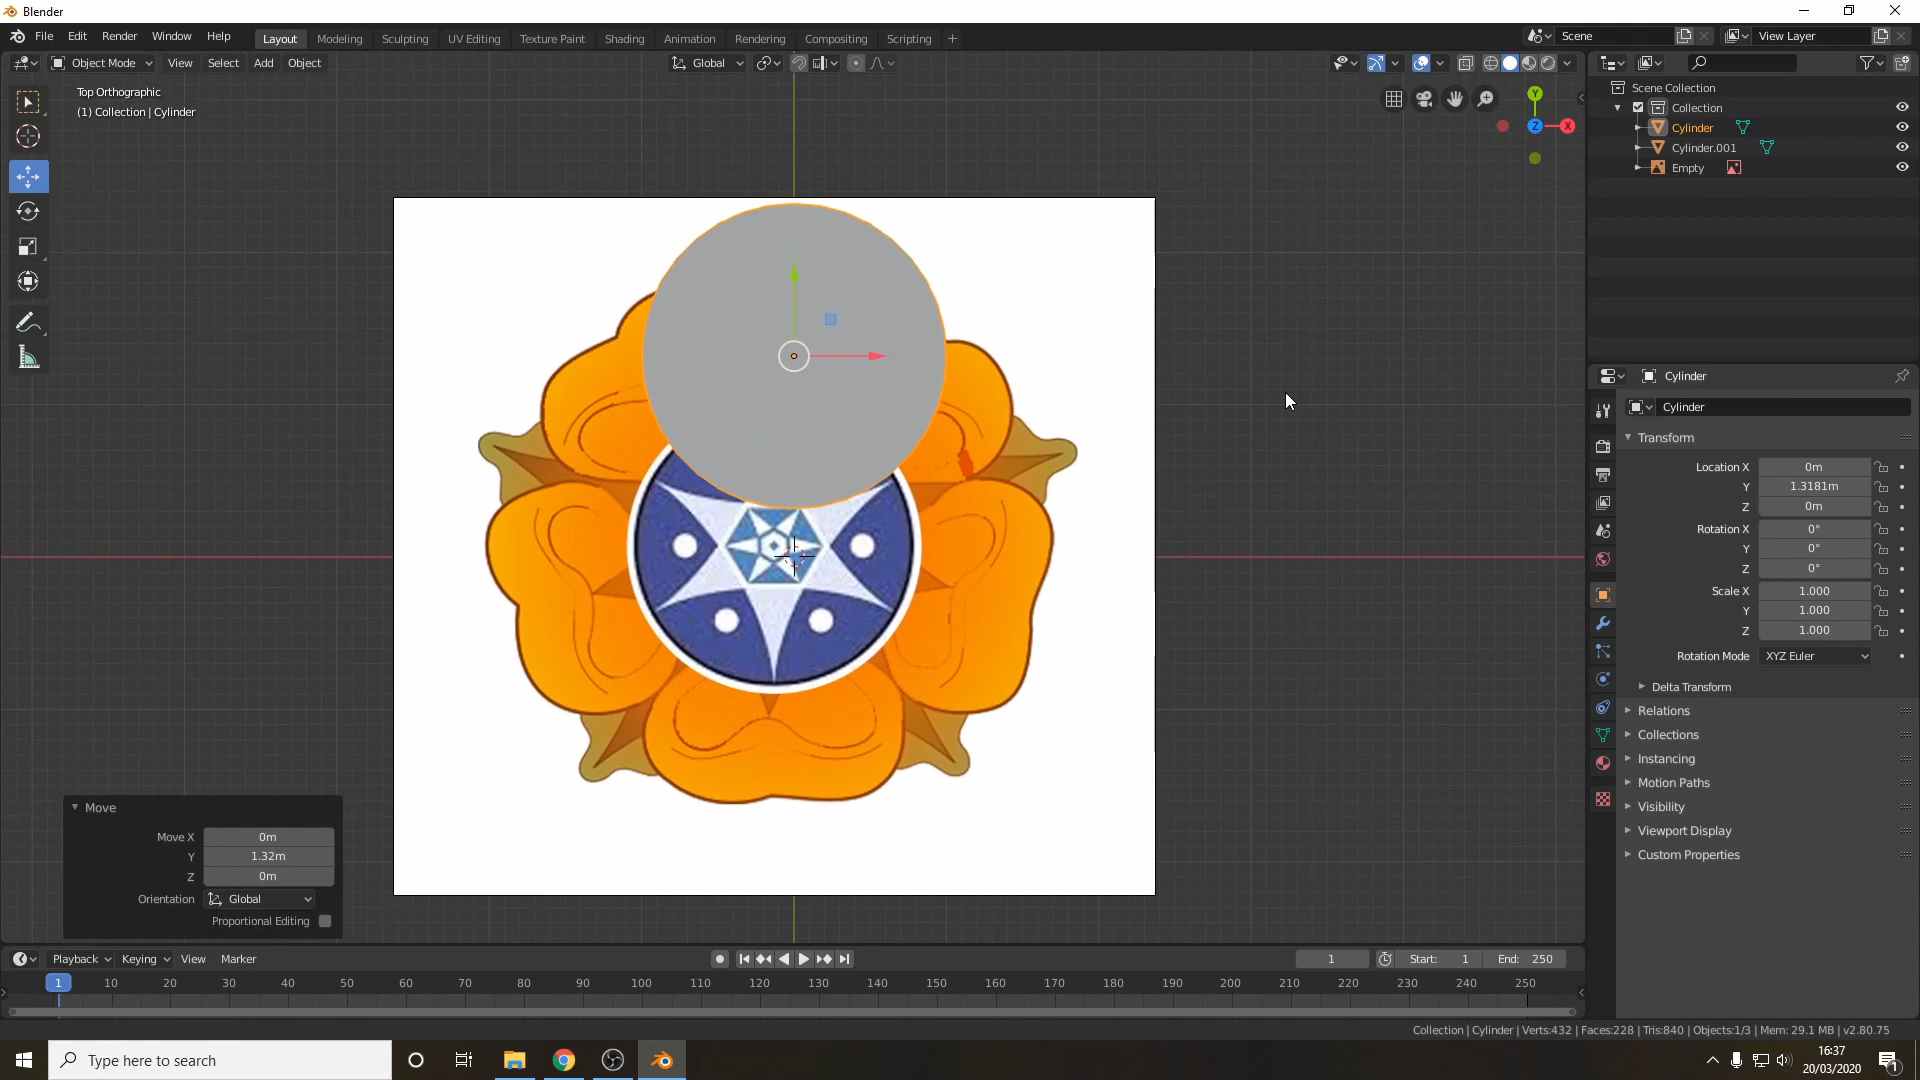 Blender
File Edit Render Window Help
Layout Modeling Sculpting UV Editing Texture Paint Shading Animation Rendering Compositing Scripting +
Scene
View Layer
Object Mode View Select Add Object
Global
Top Orthographic
(1) Collection | Cylinder
Y
Z
X
Scene Collection
Collection
Cylinder
Cylinder.001
Empty
Cylinder
Cylinder
Transform
Location X 0m
Y 1.3181m
Z 0m
Rotation X 0°
Y 0°
Z 0°
Scale X 1.000
Y 1.000
Z 1.000
Rotation Mode XYZ Euler
Delta Transform
Relations
Collections
Instancing
Motion Paths
Visibility
Viewport Display
Custom Properties
Move
Move X 0m
Y 1.32m
Z 0m
Orientation Global
Proportional Editing
Playback Keying View Marker
1 Start: 1 End: 250
1 10 20 30 40 50 60 70 80 90 100 110 120 130 140 150 160 170 180 190 200 210 220 230 240 250
Collection | Cylinder | Verts:432 | Faces:228 | Tris:840 | Objects:1/3 | Mem: 29.1 MB | v2.80.75
Type here to search
16:37
20/03/2020
1